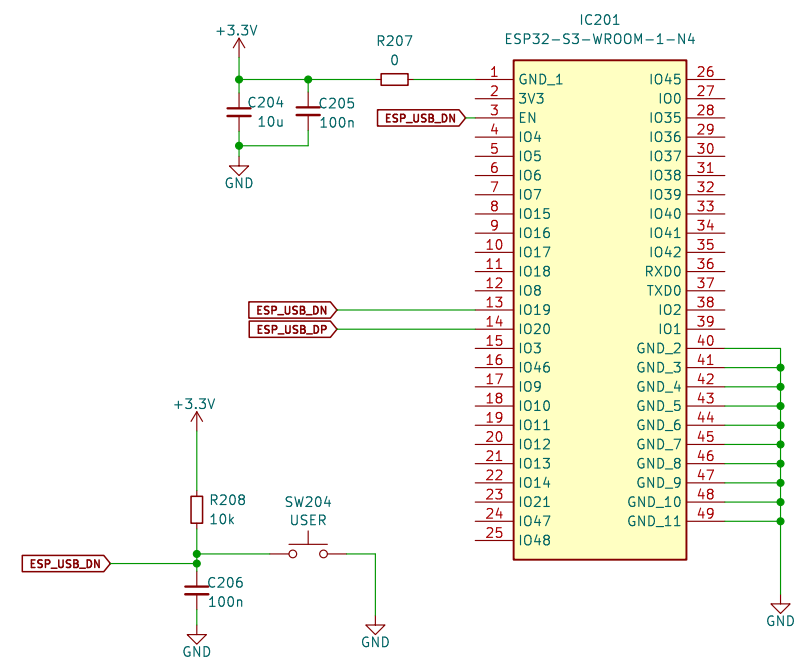 IC201
ESP32-S3-WROOM-1-N4
+3.3V
R207
0
C204
10u
C205
100n
GND
ESP_USB_DN
1 GND_1
2 3V3
3 EN
4 IO4
5 IO5
6 IO6
7 IO7
8 IO15
9 IO16
10 IO17
11 IO18
12 IO8
13 IO19
14 IO20
15 IO3
16 IO46
17 IO9
18 IO10
19 IO11
20 IO12
21 IO13
22 IO14
23 IO21
24 IO47
25 IO48
IO45 26
IO0 27
IO35 28
IO36 29
IO37 30
IO38 31
IO39 32
IO40 33
IO41 34
IO42 35
RXD0 36
TXD0 37
IO2 38
IO1 39
GND_2 40
GND_3 41
GND_4 42
GND_5 43
GND_6 44
GND_7 45
GND_8 46
GND_9 47
GND_10 48
GND_11 49
GND
ESP_USB_DN
ESP_USB_DP
+3.3V
R208
10k
SW204
USER
ESP_USB_DN
C206
100n
GND
GND